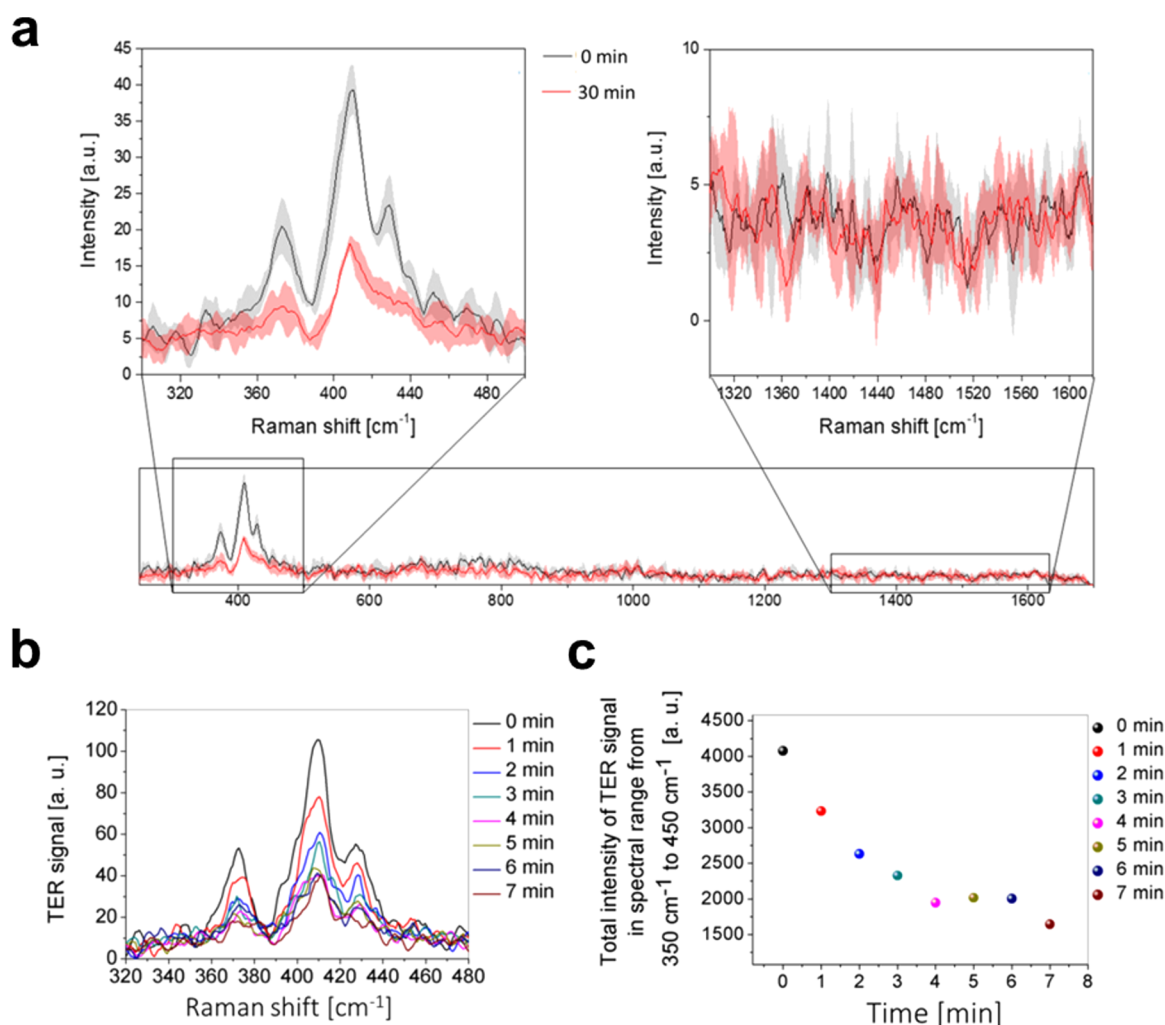 a
45
40
35
30
25
20
15
10
5
0
Intensity [a.u.]
320 360 400 440 480
Raman shift [cm-1]
0 min
30 min
10
5
0
Intensity [a.u.]
1320 1360 1400 1440 1480 1520 1560 1600
Raman shift [cm-1]
400 600 800 1000 1200 1400 1600
b
120
100
80
60
40
20
0
TER signal [a. u.]
320 340 360 380 400 420 440 460 480
Raman shift [cm-1]
0 min
1 min
2 min
3 min
4 min
5 min
6 min
7 min
c
Total intensity of TER signal
in spectral range from
350 cm-1 to 450 cm-1 [a. u.]
4500
4000
3500
3000
2500
2000
1500
0 1 2 3 4 5 6 7 8
Time [min]
0 min
1 min
2 min
3 min
4 min
5 min
6 min
7 min